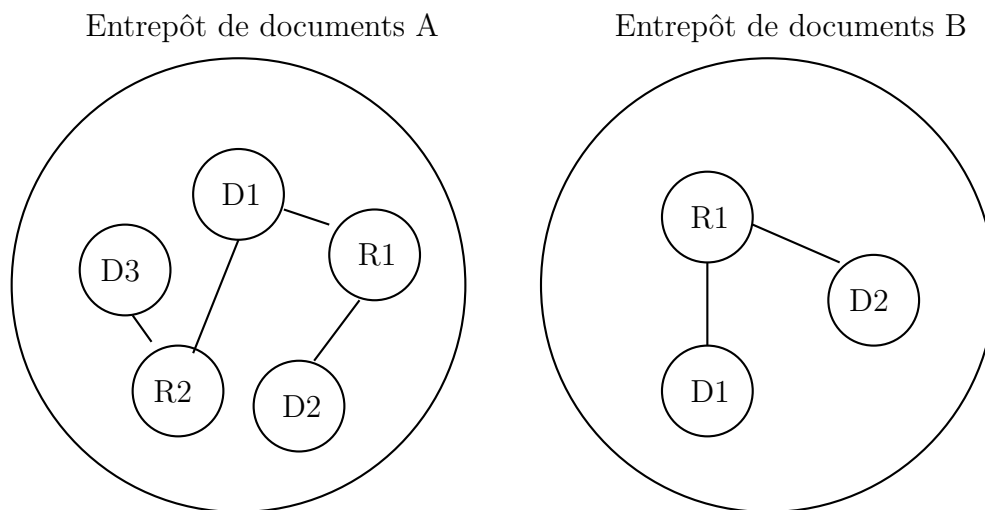 Entrepôt de documents A
Entrepôt de documents B
D1
R1
D3
R2
D2
R1
D2
D1